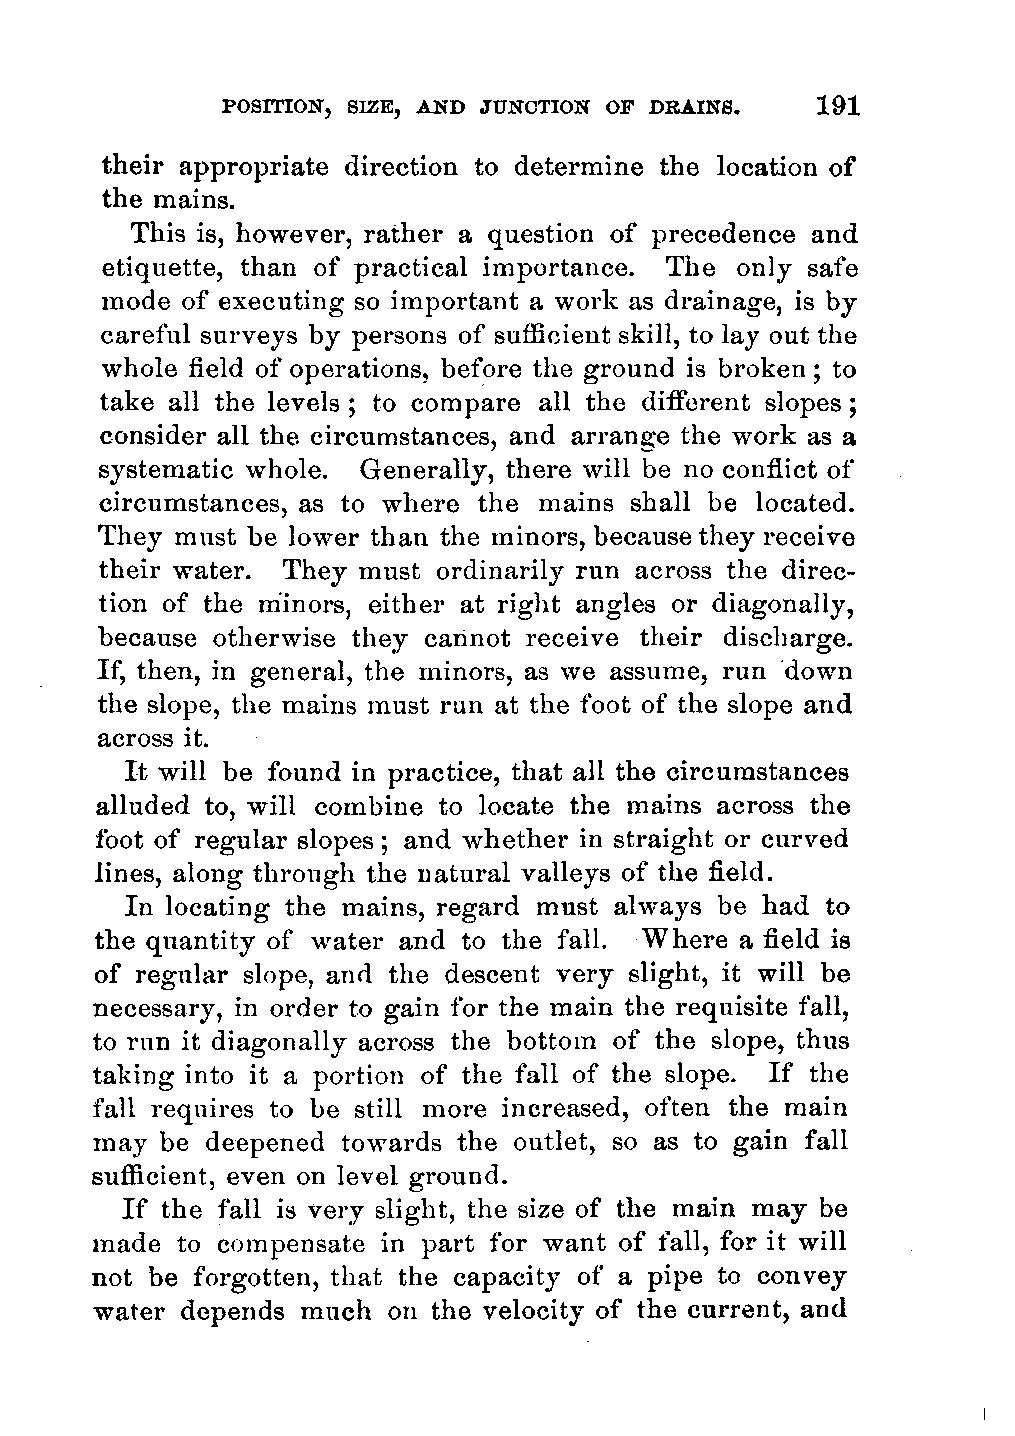 POSITION, SIZE, AND JUNCTION OF DRAINS. 191
their appropriate direction to determine the location of
the mains.
This is, however, rather a question of precedence and
etiquette, than of practical importance. The only safe
mode of executing so important a work as drainage, is by
careful surveys by persons of sufficient skill, to lay out the
whole field of operations, before the ground is broken; to
take all the levels; to compare all the different slopes;
consider all the circumstances, and arrange the work as a
systematic whole. Generally, there will be no conflict of
circumstances, as to where the mains shall be located.
They must be lower than the minors, because they receive
their water. They must ordinarily run across the direc-
tion of the minors, either at right angles or diagonally,
because otherwise they cannot receive their discharge.
If, then, in general, the minors, as we assume, run down
the slope, the mains must run at the foot of the slope and
across it.
It will be found in practice, that all the circumstances
alluded to, will combine to locate the mains across the
foot of regular slopes; and whether in straight or curved
lines, along through the natural valleys of the field.
In locating the mains, regard must always be had to
the quantity of water and to the fall. Where a field is
of regular slope, and the descent very slight, it will be
necessary, in order to gain for the main the requisite fall,
to run it diagonally across the bottom of the slope, thus
taking into it a portion of the fall of the slope. If the
fall requires to be still more increased, often the main
may be deepened towards the outlet, so as to gain fall
sufficient, even on level ground.
If the fall is very slight, the size of the main may be
made to compensate in part for want of fall, for it will
not be forgotten, that the capacity of a pipe to convey
water depends much on the velocity of the current, and